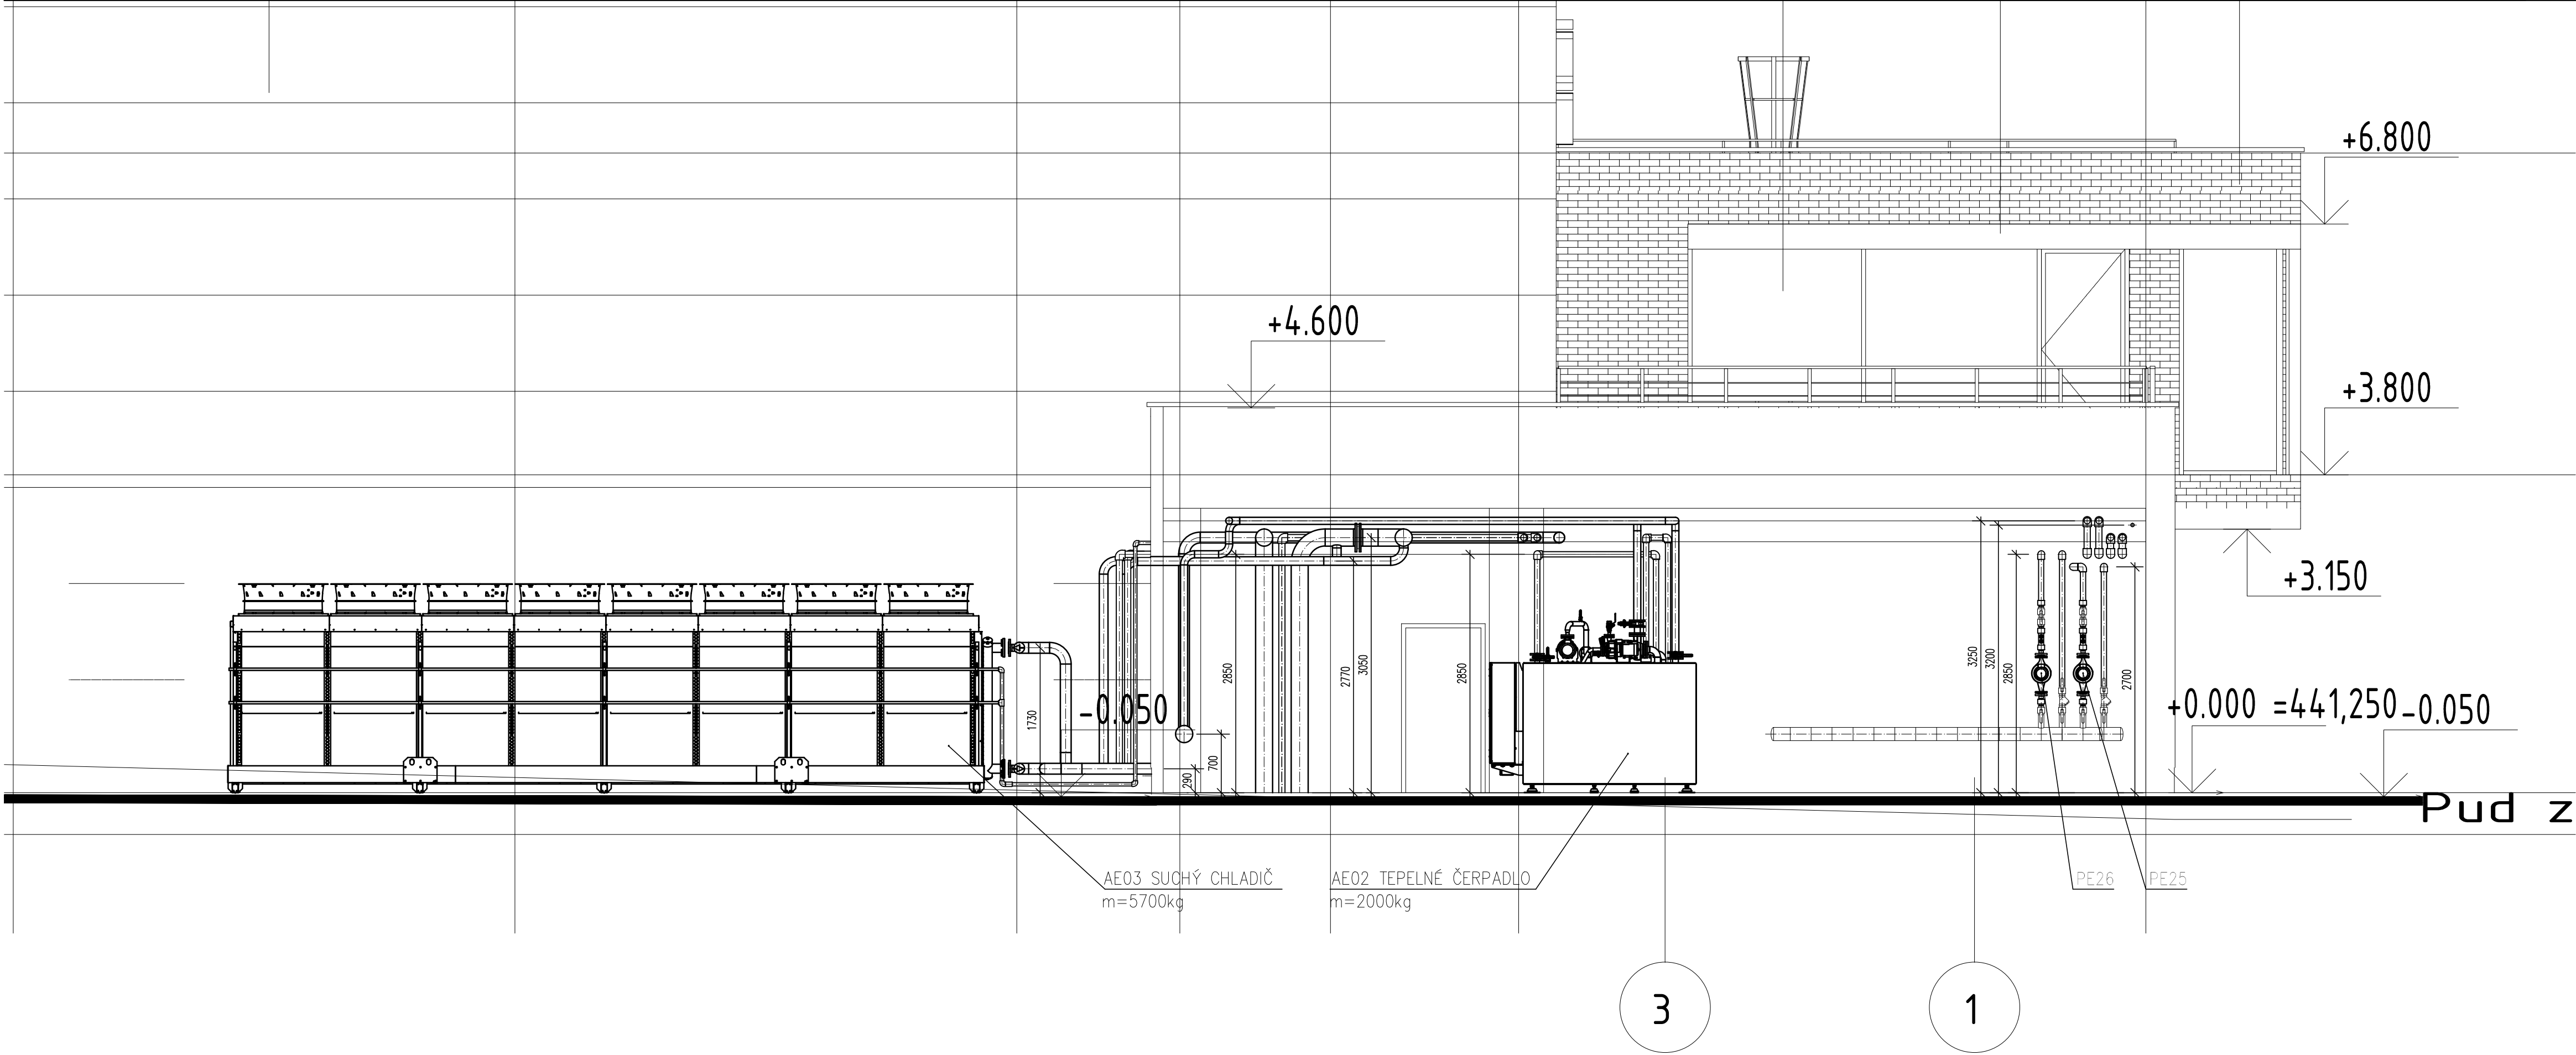 +6.800
+4.600
+3.800
+3.150
2850
2770
3050
2850
3250
3200
2850
2700
1730
-0.050
700
290
+0.000 =441,250
-0.050
Pud z
AE03 SUCHÝ CHLADIČ
m=5700kg
AE02 TEPELNÉ ČERPADLO
m=2000kg
PE26
PE25
3
1